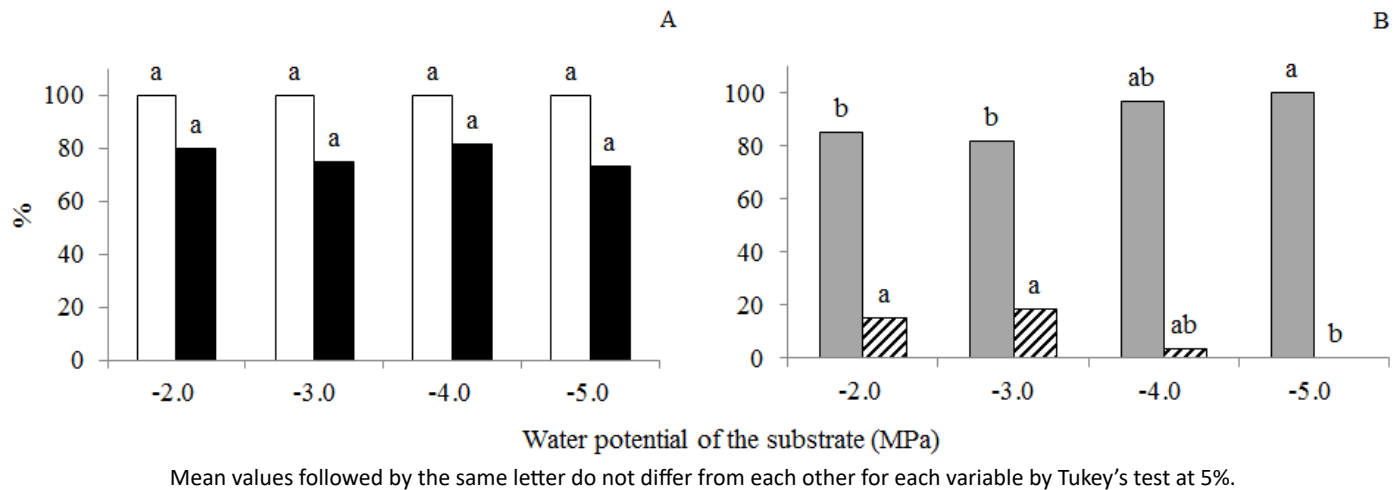 A
a a a a
100
a a a a
80
60
40
20
0
%
-2.0 -3.0 -4.0 -5.0
B
b b ab a
100
80
60
40
20
0
a a ab b
-2.0 -3.0 -4.0 -5.0
Water potential of the substrate (MPa)
Mean values followed by the same letter do not differ from each other for each variable by Tukey’s test at 5%.